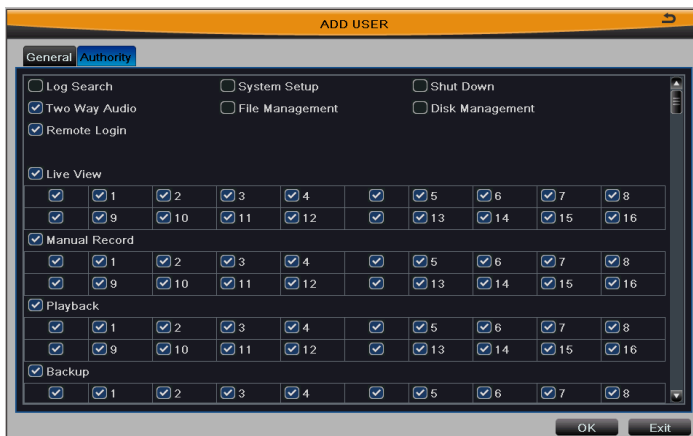 ADD USER
General Authority
Log Search System Setup Shut Down
Two Way Audio File Management Disk Management
Remote Login
Live View
1 2 3 4 5 6 7 8
9 10 11 12 13 14 15 16
Manual Record
1 2 3 4 5 6 7 8
9 10 11 12 13 14 15 16
Playback
1 2 3 4 5 6 7 8
9 10 11 12 13 14 15 16
Backup
1 2 3 4 5 6 7 8
OK Exit